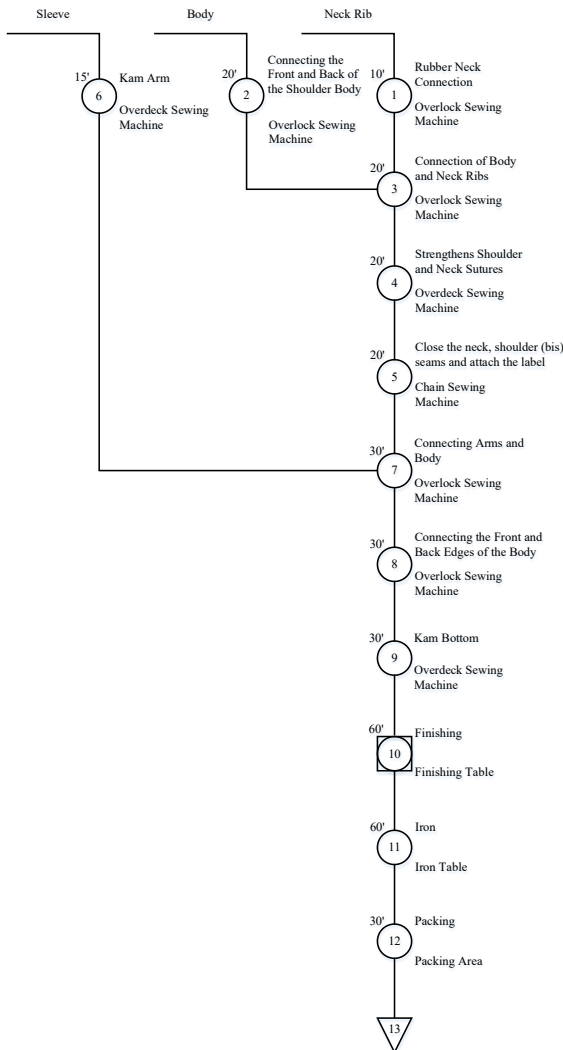 Sleeve
Body
Neck Rib
15'
6
Kam Arm
Overdeck Sewing
Machine
20'
2
Connecting the
Front and Back of
the Shoulder Body
Overlock Sewing
Machine
10'
1
Rubber Neck
Connection
Overlock Sewing
Machine
20'
3
Connection of Body
and Neck Ribs
Overlock Sewing
Machine
20'
4
Strengthens Shoulder
and Neck Sutures
Overdeck Sewing
Machine
20'
5
Close the neck, shoulder (bis)
seams and attach the label
Chain Sewing
Machine
30'
7
Connecting Arms and
Body
Overlock Sewing
Machine
30'
8
Connecting the Front and
Back Edges of the Body
Overlock Sewing
Machine
30'
9
Kam Bottom
Overdeck Sewing
Machine
60'
10
Finishing
Finishing Table
60'
11
Iron
Iron Table
30'
12
Packing
Packing Area
13